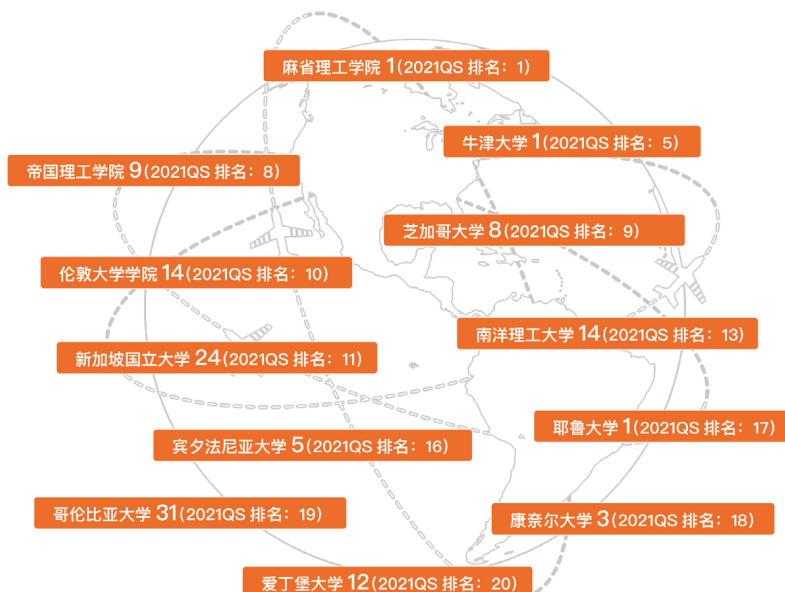 麻省理工学院 1(2021QS 排名：1)
牛津大学 1(2021QS 排名：5)
帝国理工学院 9(2021QS 排名：8)
芝加哥大学 8(2021QS 排名：9)
伦敦大学学院 14(2021QS 排名：10)
南洋理工大学 14(2021QS 排名：13)
新加坡国立大学 24(2021QS 排名：11)
耶鲁大学 1(2021QS 排名：17)
宾夕法尼亚大学 5(2021QS 排名：16)
哥伦比亚大学 31(2021QS 排名：19)
康奈尔大学 3(2021QS 排名：18)
爱丁堡大学 12(2021QS 排名：20)